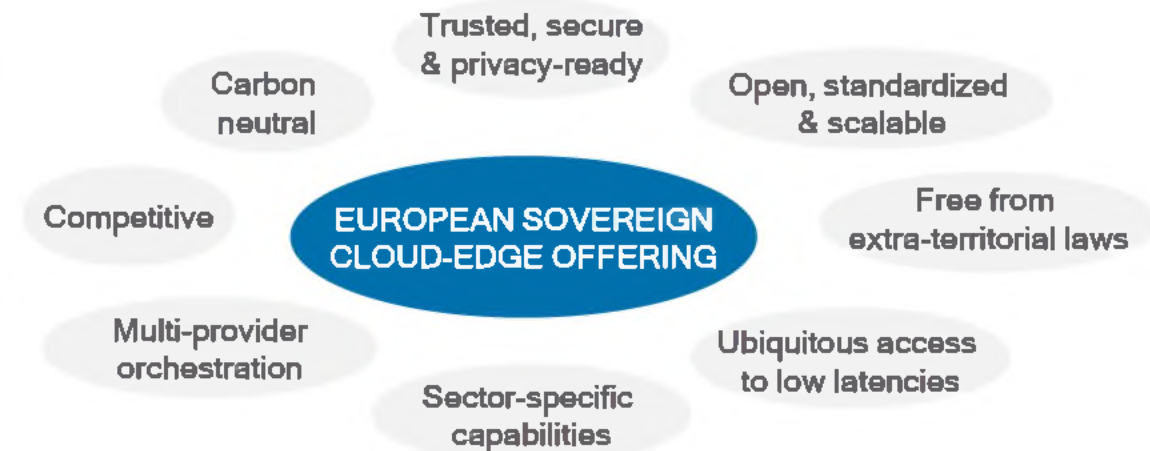 Trusted, secure
& privacy-ready
Carbon
neutral
Open, standardized
& scalable
Competitive
EUROPEAN SOVEREIGN
CLOUD-EDGE OFFERING
Free from
extra-territorial laws
Multi-provider
orchestration
Ubiquitous access
to low latencies
Sector-specific
capabilities